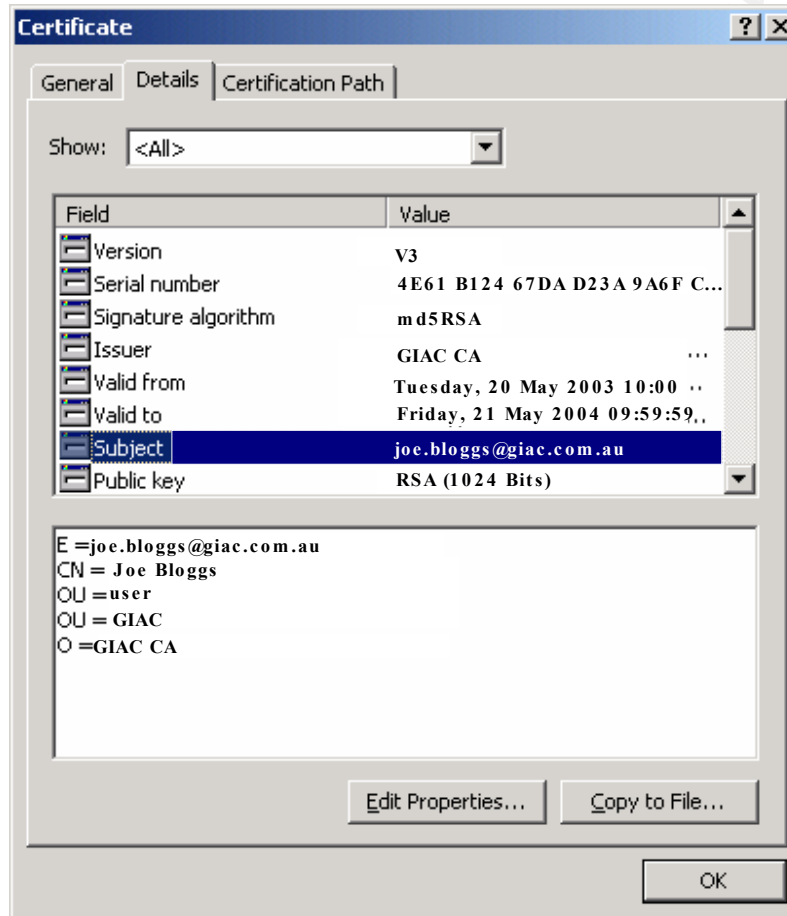 Certificate
General Details Certification Path
Show: <All>
Field Value
Version V3
Serial number 4E61 B124 67DA D23A 9A6F C...
Signature algorithm md5RSA
Issuer GIAC CA ...
Valid from Tuesday, 20 May 2003 10:00
Valid to Friday, 21 May 2004 09:59:59
Subject joe.bloggs@giac.com.au
Public key RSA (1024 Bits)
E =joe.bloggs@giac.com.au
CN = Joe Bloggs
OU =user
OU = GIAC
O =GIAC CA
Edit Properties... Copy to File...
OK